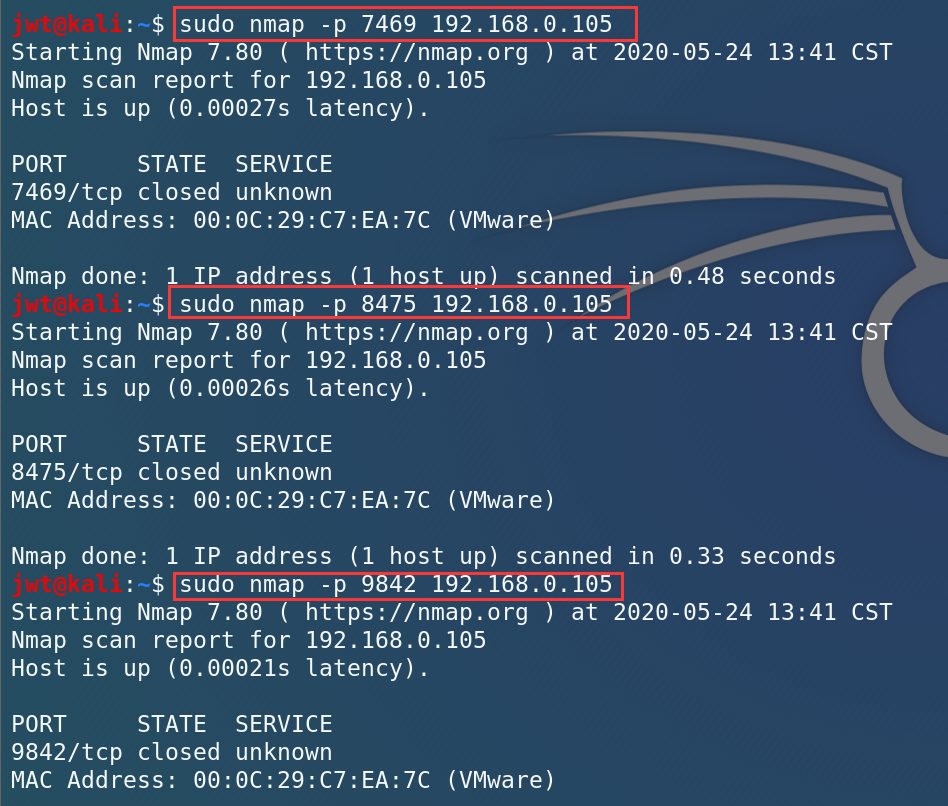 jwt@kali:~$ sudo nmap -p 7469 192.168.0.105
Starting Nmap 7.80 ( https://nmap.org ) at 2020-05-24 13:41 CST
Nmap scan report for 192.168.0.105
Host is up (0.00027s latency).
PORT     STATE  SERVICE
7469/tcp closed unknown
MAC Address: 00:0C:29:C7:EA:7C (VMware)
Nmap done: 1 IP address (1 host up) scanned in 0.48 seconds
jwt@kali:~$ sudo nmap -p 8475 192.168.0.105
Starting Nmap 7.80 ( https://nmap.org ) at 2020-05-24 13:41 CST
Nmap scan report for 192.168.0.105
Host is up (0.00026s latency).
PORT     STATE  SERVICE
8475/tcp closed unknown
MAC Address: 00:0C:29:C7:EA:7C (VMware)
Nmap done: 1 IP address (1 host up) scanned in 0.33 seconds
jwt@kali:~$ sudo nmap -p 9842 192.168.0.105
Starting Nmap 7.80 ( https://nmap.org ) at 2020-05-24 13:41 CST
Nmap scan report for 192.168.0.105
Host is up (0.00021s latency).
PORT     STATE  SERVICE
9842/tcp closed unknown
MAC Address: 00:0C:29:C7:EA:7C (VMware)